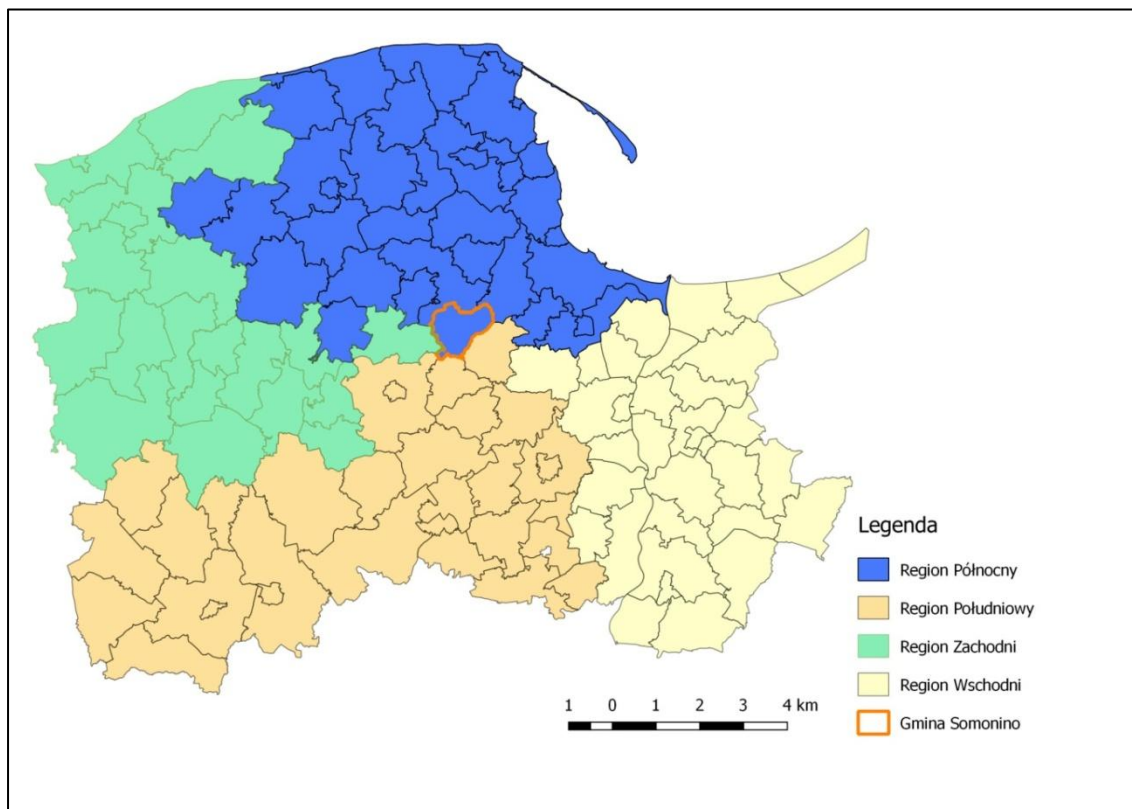 Legenda
Region Północny
Region Południowy
Region Zachodni
Region Wschodni
Gmina Somonino
1 0 1 2 3 4 km